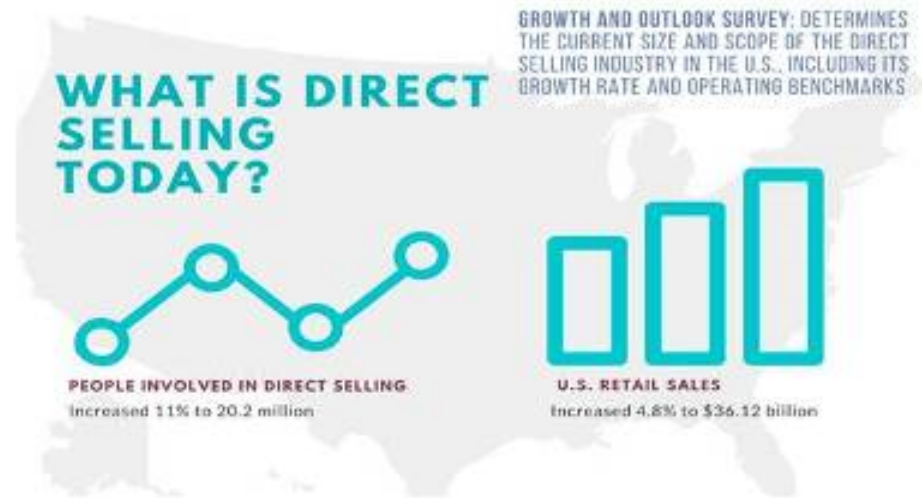 GROWTH AND OUTLOOK SURVEY: DETERMINES
THE CURRENT SIZE AND SCOPE OF THE DIRECT
SELLING INDUSTRY IN THE U.S., INCLUDING ITS
GROWTH RATE AND OPERATING BENCHMARKS
WHAT IS DIRECT
SELLING
TODAY?
PEOPLE INVOLVED IN DIRECT SELLING
Increased 11% to 20.2 million
U.S. RETAIL SALES
Increased 4.8% to $36.12 billion